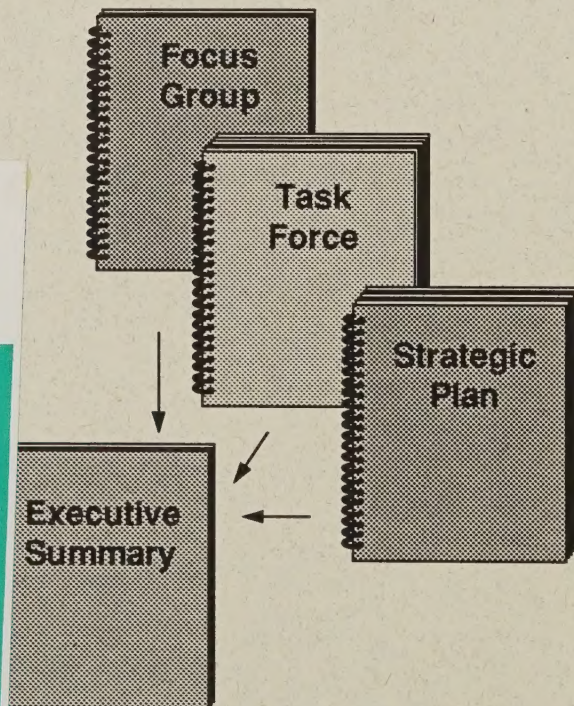 Focus
Group
Task
Force
Strategic
Plan
Executive
Summary